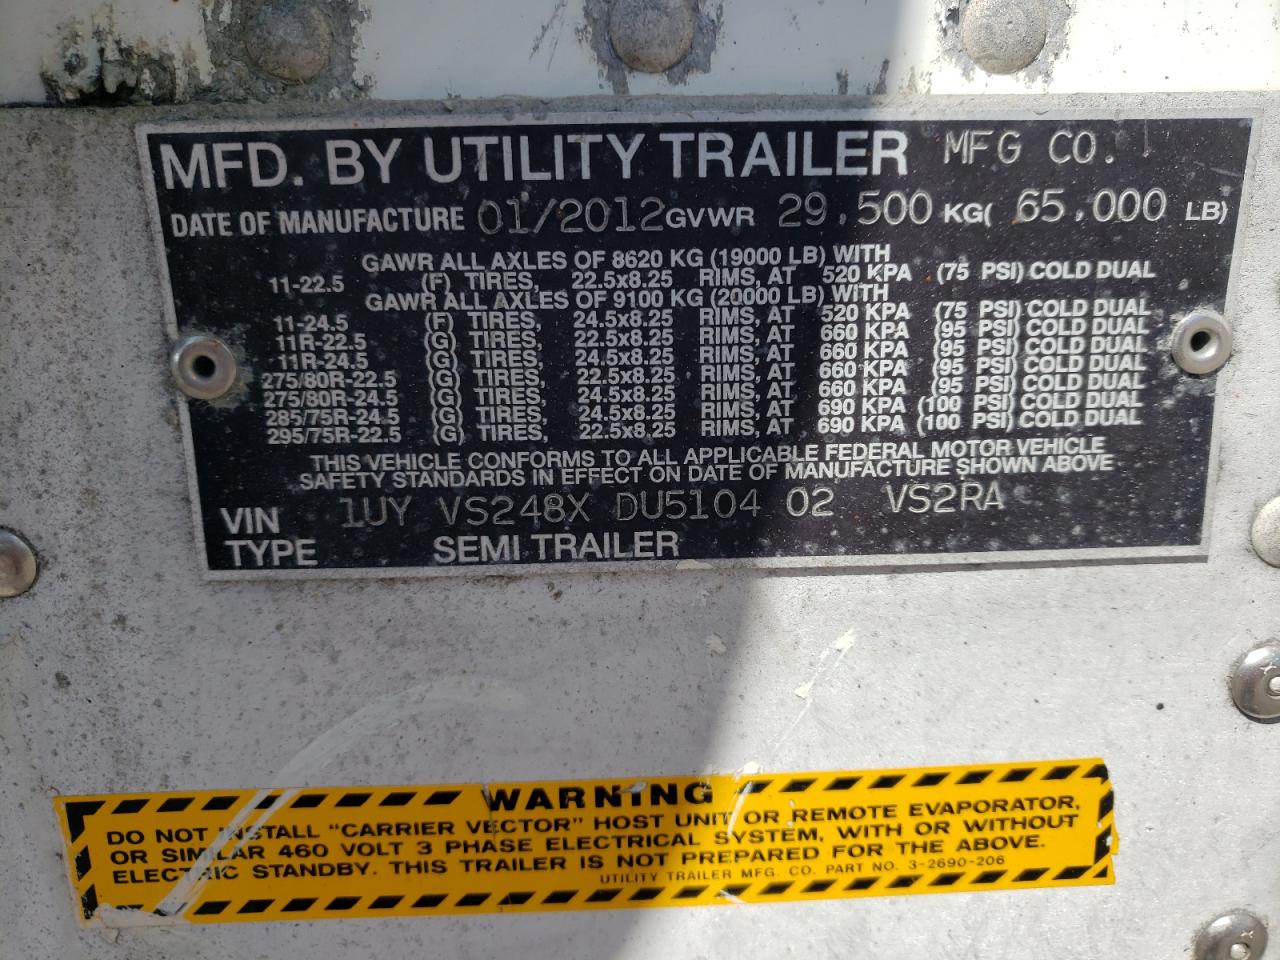 MFD. BY UTILITY TRAILER MFG CO.
DATE OF MANUFACTURE 01/2012 GVWR 29,500 KG( 65,000 LB)
GAWR ALL AXLES OF 8620 KG (19000 LB) WITH
11-22.5 (F) TIRES, 22.5x8.25 RIMS, AT 520 KPA (75 PSI) COLD DUAL
GAWR ALL AXLES OF 9100 KG (20000 LB) WITH
11-24.5 (F) TIRES, 24.5x8.25 RIMS, AT 520 KPA (75 PSI) COLD DUAL
11R-22.5 (G) TIRES, 22.5x8.25 RIMS, AT 660 KPA (95 PSI) COLD DUAL
11R-24.5 (G) TIRES, 24.5x8.25 RIMS, AT 660 KPA (95 PSI) COLD DUAL
275/80R-22.5 (G) TIRES, 22.5x8.25 RIMS, AT 660 KPA (95 PSI) COLD DUAL
275/80R-24.5 (G) TIRES, 24.5x8.25 RIMS, AT 660 KPA (95 PSI) COLD DUAL
285/75R-24.5 (G) TIRES, 24.5x8.25 RIMS, AT 690 KPA (100 PSI) COLD DUAL
295/75R-22.5 (G) TIRES, 22.5x8.25 RIMS, AT 690 KPA (100 PSI) COLD DUAL
THIS VEHICLE CONFORMS TO ALL APPLICABLE FEDERAL MOTOR VEHICLE
SAFETY STANDARDS IN EFFECT ON DATE OF MANUFACTURE SHOWN ABOVE
VIN 1UY VS248X DU5104 02 VS2RA
TYPE SEMI TRAILER
WARNING
DO NOT INSTALL "CARRIER VECTOR" HOST UNIT OR REMOTE EVAPORATOR,
OR SIMILAR 460 VOLT 3 PHASE ELECTRICAL SYSTEM, WITH OR WITHOUT
ELECTRIC STANDBY. THIS TRAILER IS NOT PREPARED FOR THE ABOVE.
UTILITY TRAILER MFG. CO. PART NO. 3-2690-206